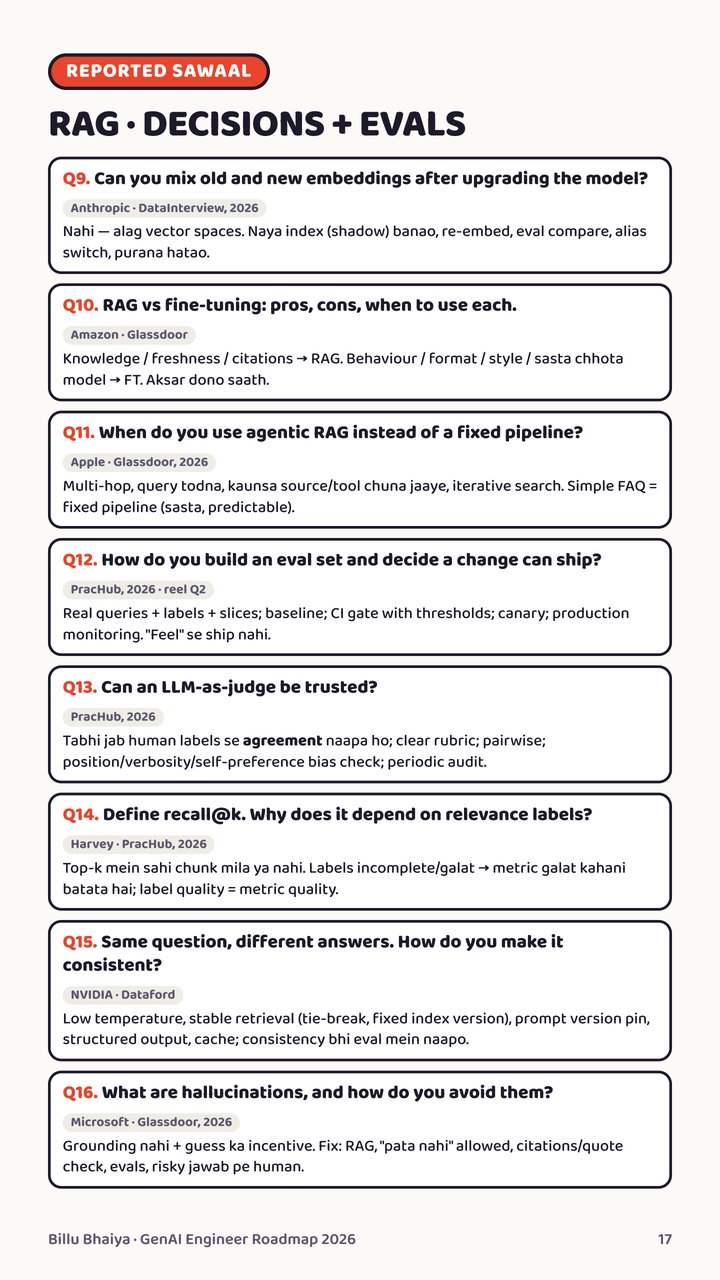 REPORTED SAWAAL
RAG · DECISIONS + EVALS
Q9. Can you mix old and new embeddings after upgrading the model?
Anthropic · DataInterview, 2026
Nahi — alag vector spaces. Naya index (shadow) banao, re-embed, eval compare, alias
switch, purana hatao.
Q10. RAG vs fine-tuning: pros, cons, when to use each.
Amazon · Glassdoor
Knowledge / freshness / citations → RAG. Behaviour / format / style / sasta chhota
model → FT. Aksar dono saath.
Q11. When do you use agentic RAG instead of a fixed pipeline?
Apple · Glassdoor, 2026
Multi-hop, query todna, kaunsa source/tool chuna jaaye, iterative search. Simple FAQ =
fixed pipeline (sasta, predictable).
Q12. How do you build an eval set and decide a change can ship?
PracHub, 2026 · reel Q2
Real queries + labels + slices; baseline; CI gate with thresholds; canary; production
monitoring. "Feel" se ship nahi.
Q13. Can an LLM-as-judge be trusted?
PracHub, 2026
Tabhi jab human labels se agreement naapa ho; clear rubric; pairwise;
position/verbosity/self-preference bias check; periodic audit.
Q14. Define recall@k. Why does it depend on relevance labels?
Harvey · PracHub, 2026
Top-k mein sahi chunk mila ya nahi. Labels incomplete/galat → metric galat kahani
batata hai; label quality = metric quality.
Q15. Same question, different answers. How do you make it
consistent?
NVIDIA · Dataford
Low temperature, stable retrieval (tie-break, fixed index version), prompt version pin,
structured output, cache; consistency bhi eval mein naapo.
Q16. What are hallucinations, and how do you avoid them?
Microsoft · Glassdoor, 2026
Grounding nahi + guess ka incentive. Fix: RAG, "pata nahi" allowed, citations/quote
check, evals, risky jawab pe human.
Billu Bhaiya · GenAI Engineer Roadmap 2026
17